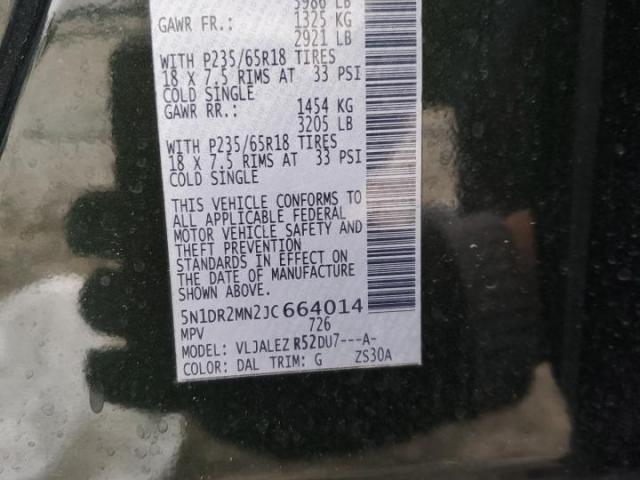 5986 LB
GAWR FR.: 1325 KG
2921 LB
WITH P235/65R18 TIRES
18 X 7.5 RIMS AT 33 PSI
COLD SINGLE
GAWR RR.: 1454 KG
3205 LB
WITH P235/65R18 TIRES
18 X 7.5 RIMS AT 33 PSI
COLD SINGLE
THIS VEHICLE CONFORMS TO
ALL APPLICABLE FEDERAL
MOTOR VEHICLE SAFETY AND
THEFT PREVENTION
STANDARDS IN EFFECT ON
THE DATE OF MANUFACTURE
SHOWN ABOVE.
5N1DR2MN2JC664014
MPV 726
MODEL: VLJALEZ R52DU7---A-
COLOR: DAL TRIM: G ZS30A